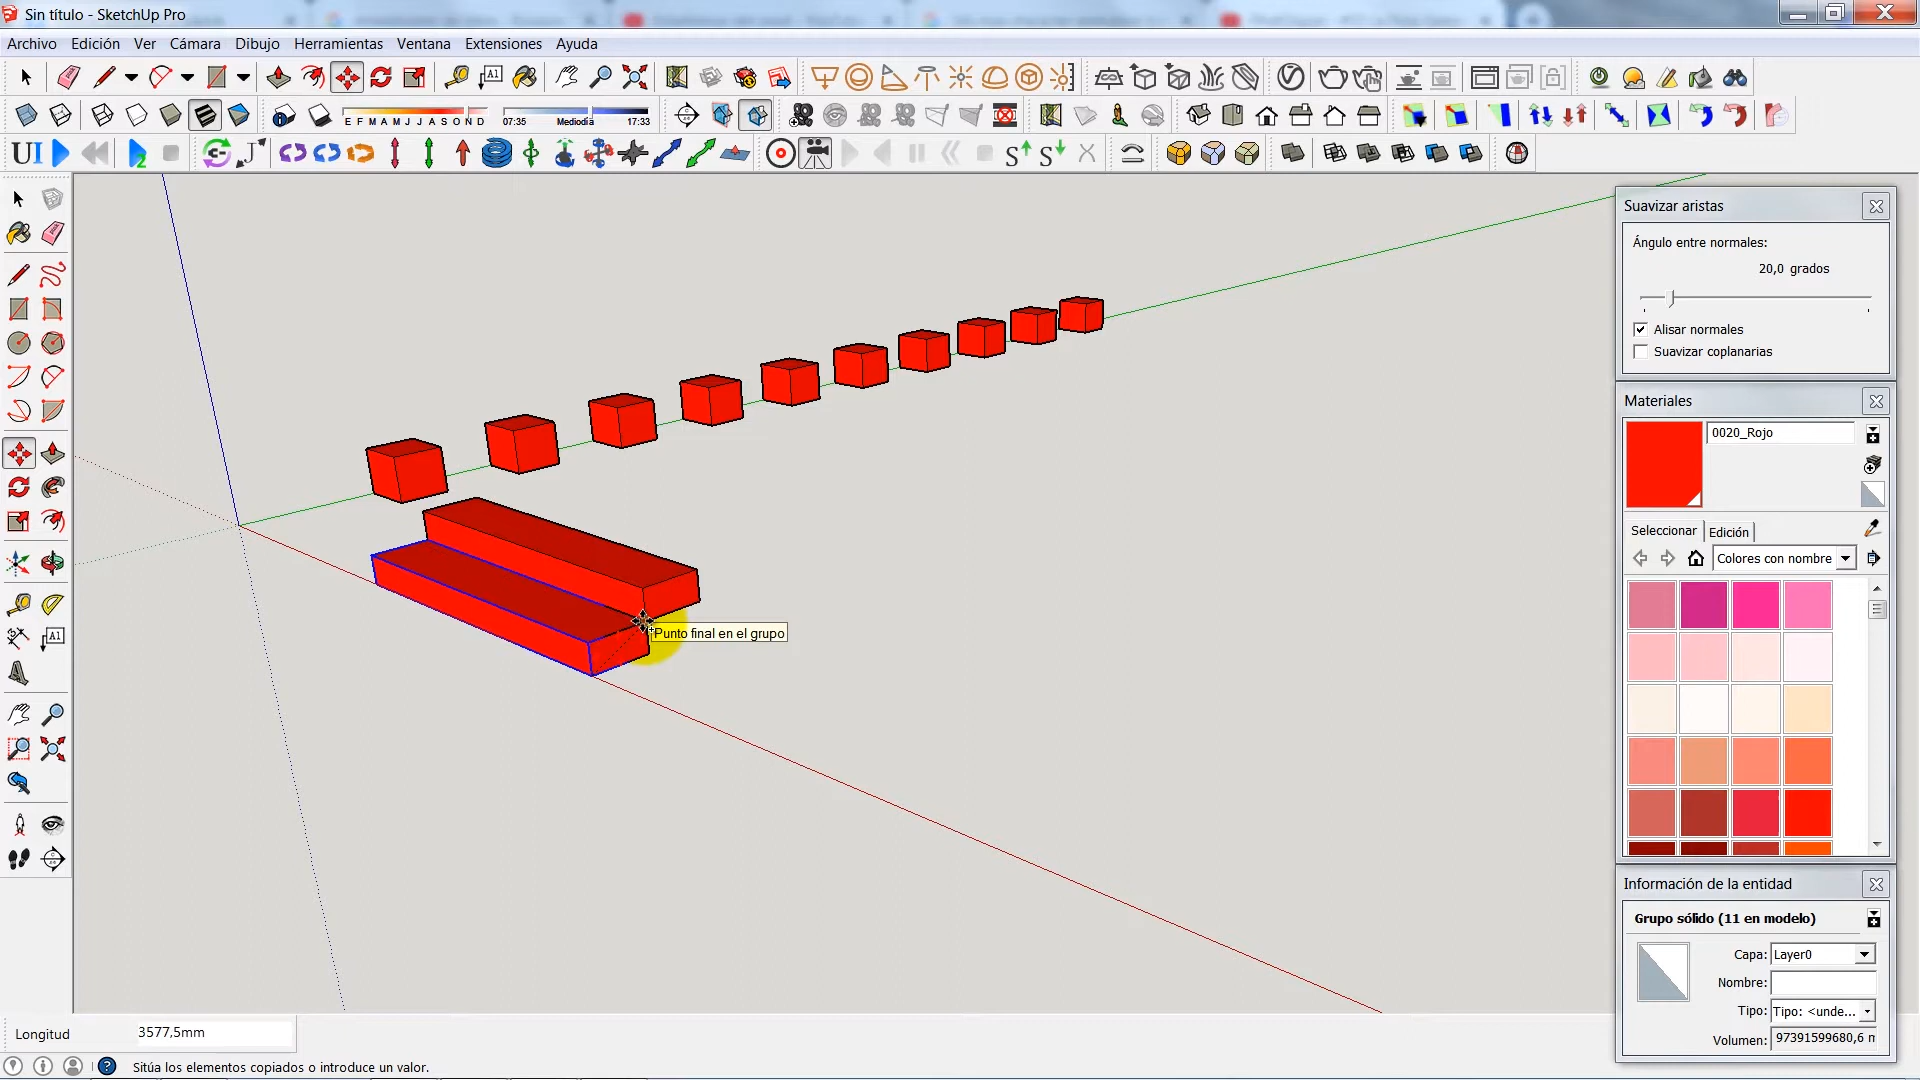 Sin título - SketchUp Pro
Archivo Edición Ver Cámara Dibujo Herramientas Ventana Extensiones Ayuda
E F M A M J J A S O N D
07:35 Mediodía 17:33
UI
Suavizar aristas
Ángulo entre normales:
20,0 grados
Alisar normales
Suavizar coplanarias
Materiales
0020_Rojo
Seleccionar Edición
Colores con nombre
Punto final en el grupo
Información de la entidad
Grupo sólido (11 en modelo)
Capa: Layer0
Nombre:
Tipo: Tipo: <unde...
Volumen: 97391599680,6 m
Longitud 3577,5mm
Sitúa los elementos copiados o introduce un valor.